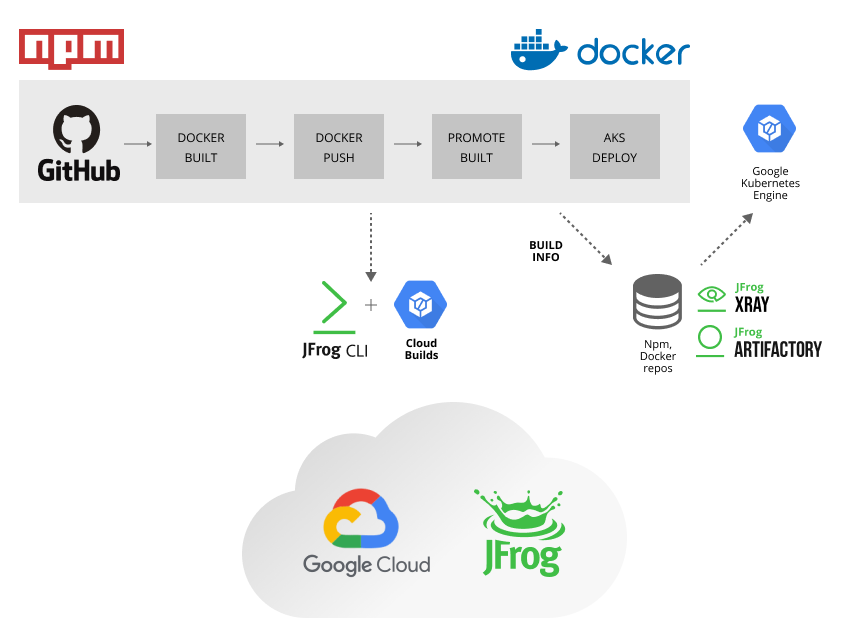 npm
docker
GitHub
DOCKER
BUILT
DOCKER
PUSH
PROMOTE
BUILT
AKS
DEPLOY
Google
Kubernetes
Engine
BUILD
INFO
JFrog CLI
+
Cloud
Builds
Npm,
Docker
repos
JFrog
XRAY
JFrog
ARTIFACTORY
Google Cloud
JFrog